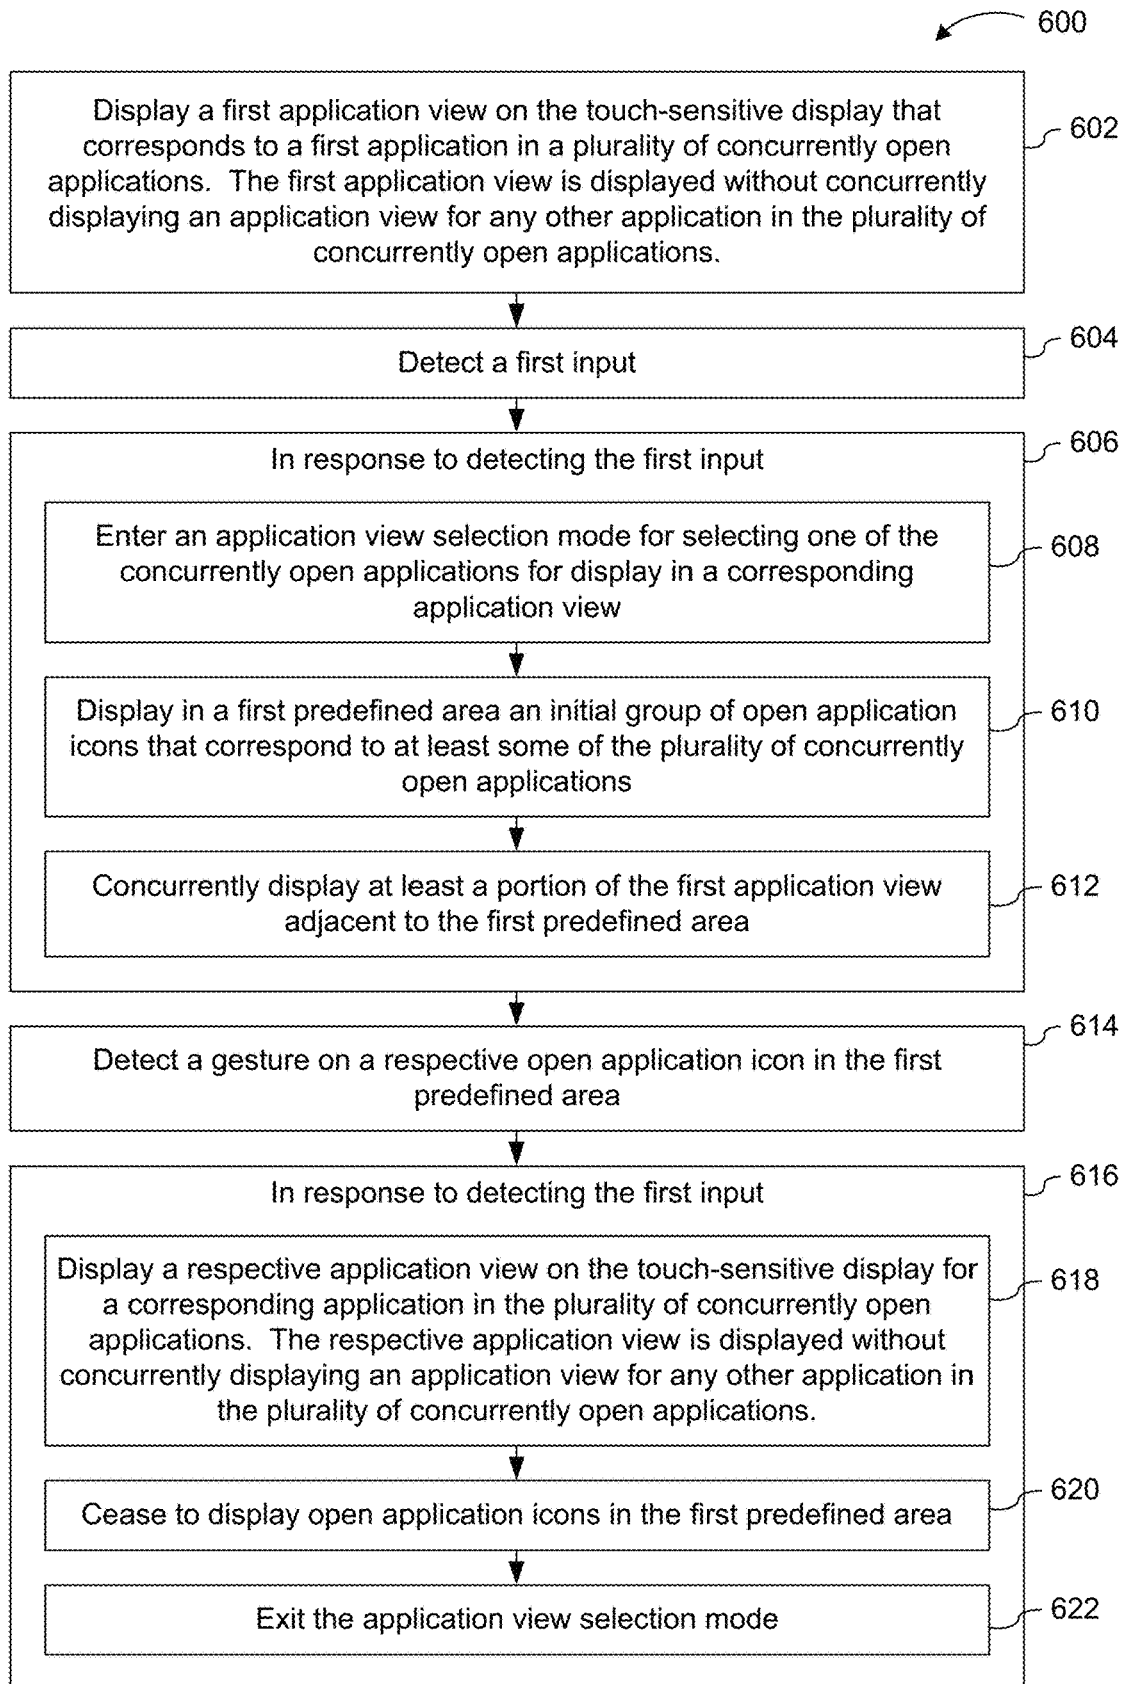 600
Display a first application view on the touch-sensitive display that
corresponds to a first application in a plurality of concurrently open
applications. The first application view is displayed without concurrently
displaying an application view for any other application in the plurality of
concurrently open applications.
602
Detect a first input
604
In response to detecting the first input
606
Enter an application view selection mode for selecting one of the
concurrently open applications for display in a corresponding
application view
608
Display in a first predefined area an initial group of open application
icons that correspond to at least some of the plurality of concurrently
open applications
610
Concurrently display at least a portion of the first application view
adjacent to the first predefined area
612
Detect a gesture on a respective open application icon in the first
predefined area
614
In response to detecting the first input
616
Display a respective application view on the touch-sensitive display for
a corresponding application in the plurality of concurrently open
applications. The respective application view is displayed without
concurrently displaying an application view for any other application in
the plurality of concurrently open applications.
618
Cease to display open application icons in the first predefined area
620
Exit the application view selection mode
622